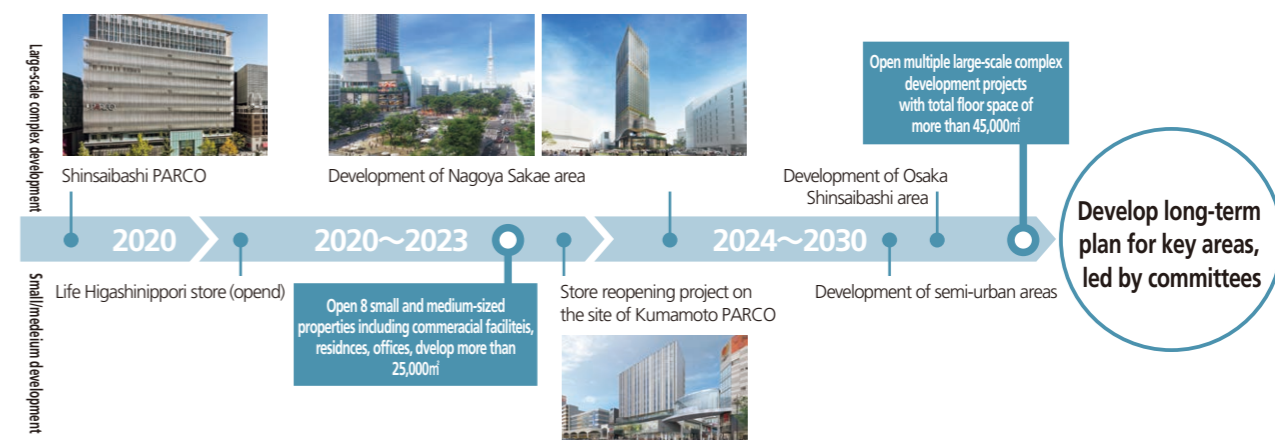 Large-scale complex development
Shinsaibashi PARCO
Development of Nagoya Sakae area
Development of Osaka
Shinsaibashi area
Open multiple large-scale complex
development projects
with total floor space of
more than 45,000㎡
2020
2020～2023
2024～2030
Develop long-term
plan for key areas,
led by committees
Small/medeium development
Life Higashinippori store (opend)
Open 8 small and medium-sized
properties including commeracial faciliteis,
residnces, offices, dvelop more than
25,000㎡
Store reopening project on
the site of Kumamoto PARCO
Development of semi-urban areas